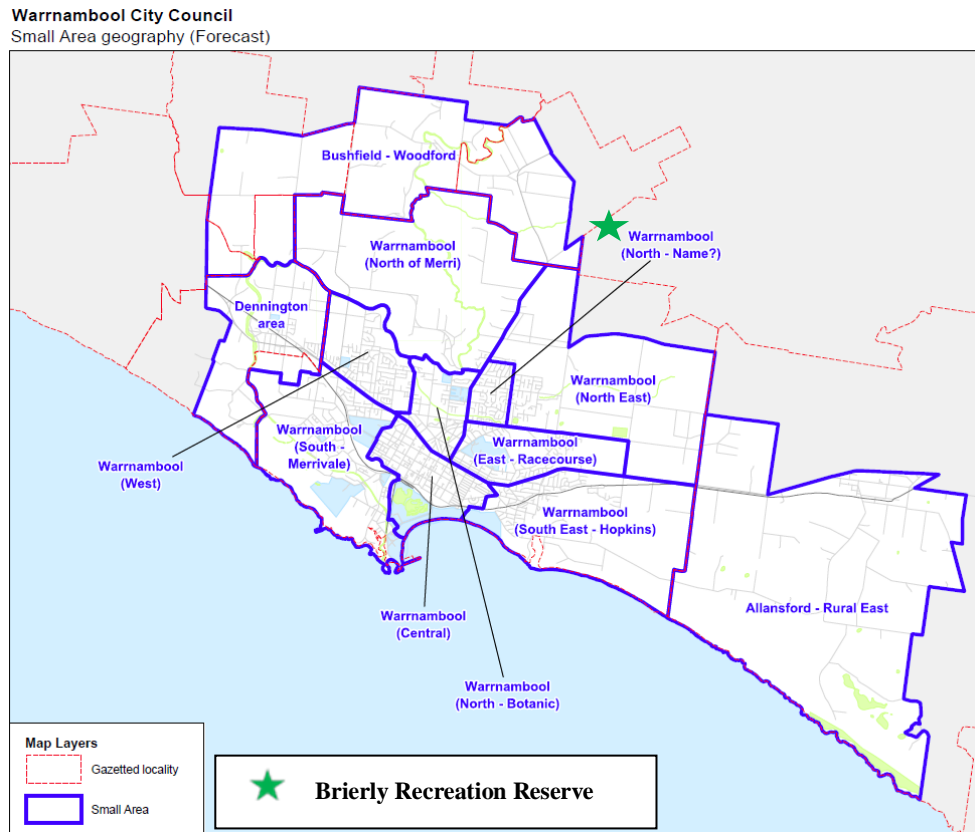 Warrnambool City Council
Small Area geography (Forecast)
Bushfield - Woodford
Warrnambool
(North - Name?)
Warrnambool
(North of Merri)
Dennington
area
Warrnambool
(North East)
Warrnambool
(South -
Merrivale)
Warrnambool
(East - Racecourse)
Warrnambool
(West)
Warrnambool
(South East - Hopkins)
Allansford - Rural East
Warrnambool
(Central)
Warrnambool
(North - Botanic)
Map Layers
Gazetted locality
Small Area
Brierly Recreation Reserve